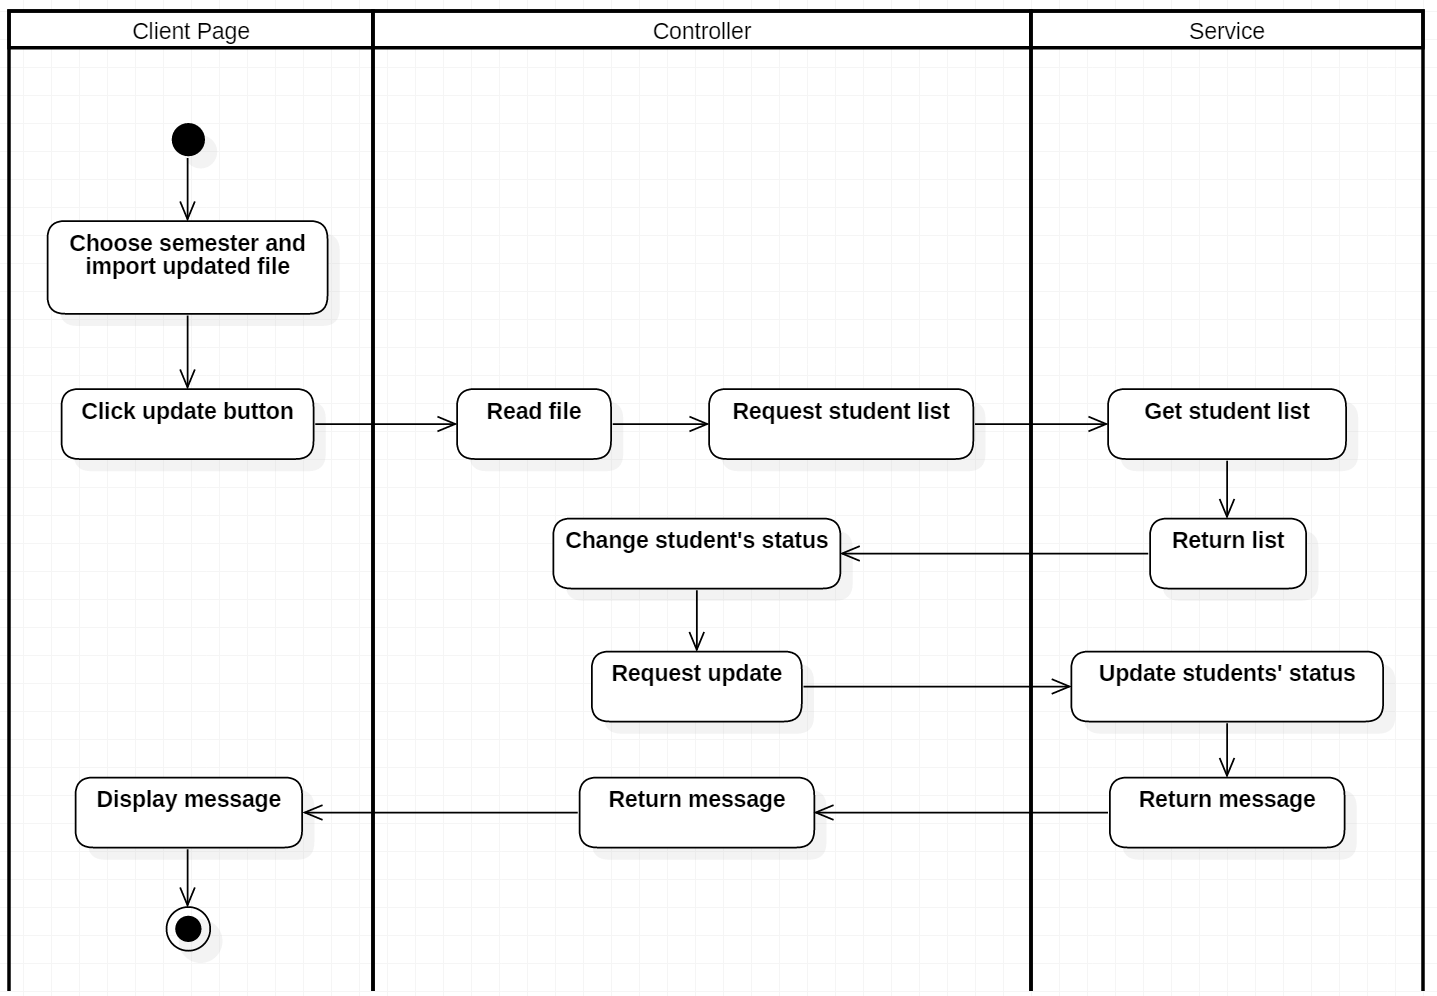 Client Page
Controller
Service
Choose semester and
import updated file
Click update button
Read file
Request student list
Get student list
Change student's status
Return list
Request update
Update students' status
Display message
Return message
Return message